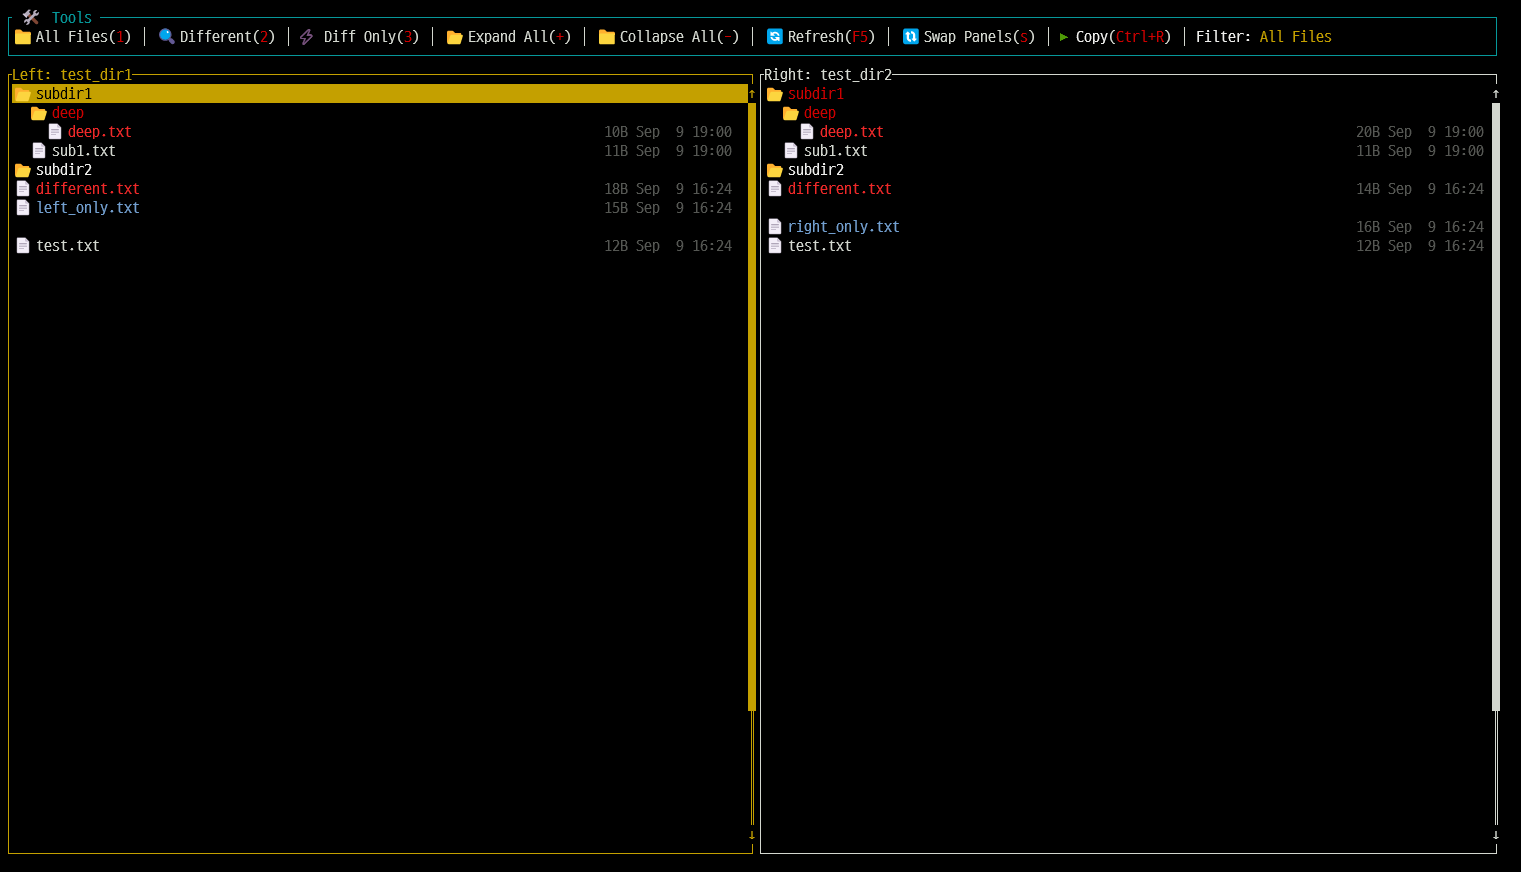 Tools
All Files(1) │ Different(2) │ Diff Only(3) │ Expand All(+) │ Collapse All(-) │ Refresh(F5) │ Swap Panels(s) │ ▶ Copy(Ctrl+R) │ Filter: All Files
Left: test_dir1
subdir1 ↑
deep
deep.txt 10B Sep  9 19:00
sub1.txt 11B Sep  9 19:00
subdir2
different.txt 18B Sep  9 16:24
left_only.txt 15B Sep  9 16:24
test.txt 12B Sep  9 16:24
↓
Right: test_dir2
subdir1 ↑
deep
deep.txt 20B Sep  9 19:00
sub1.txt 11B Sep  9 19:00
subdir2
different.txt 14B Sep  9 16:24
right_only.txt 16B Sep  9 16:24
test.txt 12B Sep  9 16:24
↓